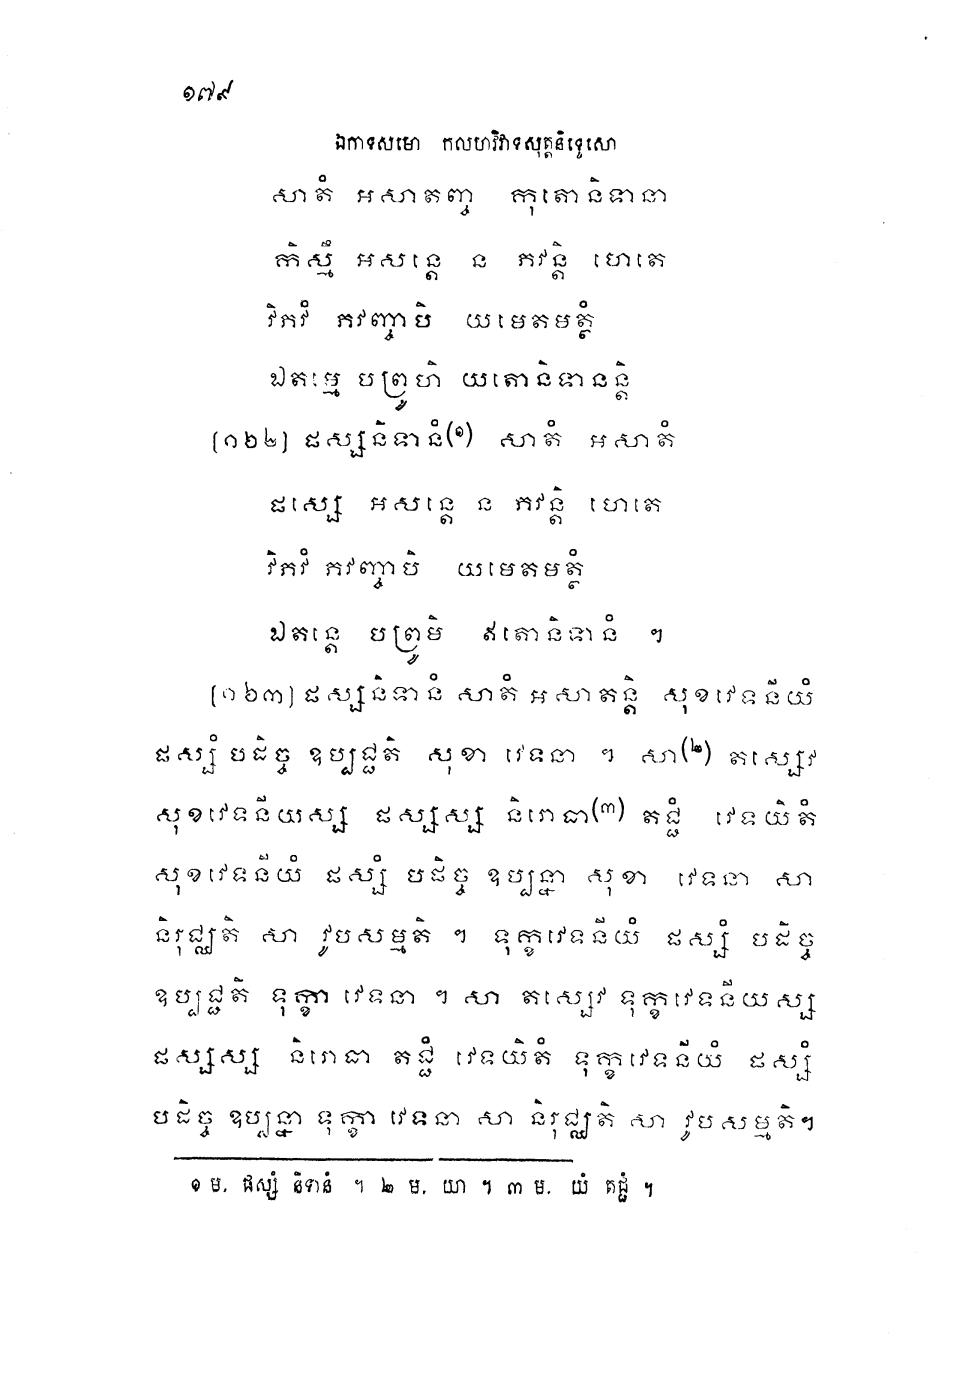 ១៧៩
ឯកាទសមោ កលហវិវាទសុត្តនិទ្ទេសោ
សាតំ អសាតញ្ច កុតោនិទានា
កិស្មឹ អសន្តេ ន ភវន្តិ ហេតេ
វិភវំ ភវញ្ចាបិ យមេតមត្ថំ
ឯតម្មេ បព្រូហិ យតោនិទានន្តិ
[១២២] ផស្សនិទានំ(១) សាតំ អសាតំ
ផស្សេ អសន្តេ ន ភវន្តិ ហេតេ
វិភវំ ភវញ្ចាបិ យមេតមត្ថំ
ឯតន្តេ បព្រូមិ ឥតោនិទានំ ។
[១២៣] ផស្សនិទានំ សាតំ អសាតន្តិ សុខវេទនីយំ
ផស្សំ បដិច្ច ឧប្បជ្ជតិ សុខា វេទនា ។ សា(២) តស្សេវ
សុខវេទនីយស្ស ផស្សស្ស និរោធា(៣) តជ្ជំ វេទយិតំ
សុខវេទនីយំ ផស្សំ បដិច្ច ឧប្បន្នា សុខា វេទនា សា
និរុជ្ឈតិ សា វូបសម្មតិ ។ ទុក្ខវេទនីយំ ផស្សំ បដិច្ច
ឧប្បជ្ជតិ ទុក្ខា វេទនា ។ សា តស្សេវ ទុក្ខវេទនីយស្ស
ផស្សស្ស និរោធា តជ្ជំ វេទយិតំ ទុក្ខវេទនីយំ ផស្សំ
បដិច្ច ឧប្បន្នា ទុក្ខា វេទនា សា និរុជ្ឈតិ សា វូបសម្មតិ។
១ ម. ផស្សំ និទានំ ។ ២ ម. យា ។ ៣ ម. យំ តជ្ជំ ។